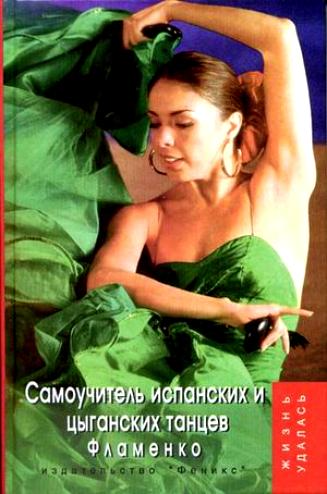 Самоучитель испанских и
цыганских танцев
Фламенко
издательство "Феникс"
ЖИЗНЬ
УДАЛАСЬ